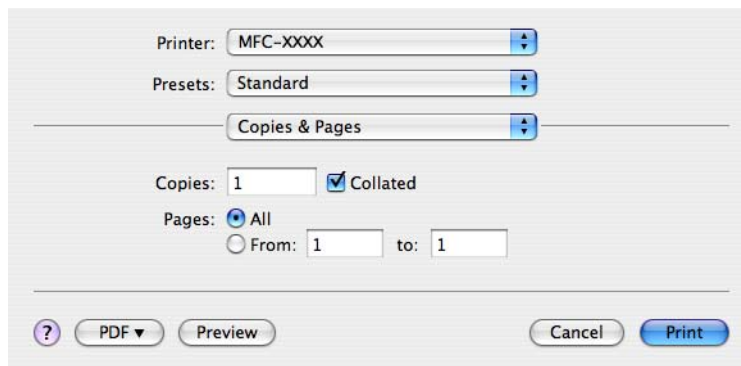 Printer: MFC-XXXX
Presets: Standard
Copies & Pages
Copies: 1 Collated
Pages: All
From: 1 to: 1
? PDF ▼ Preview Cancel Print